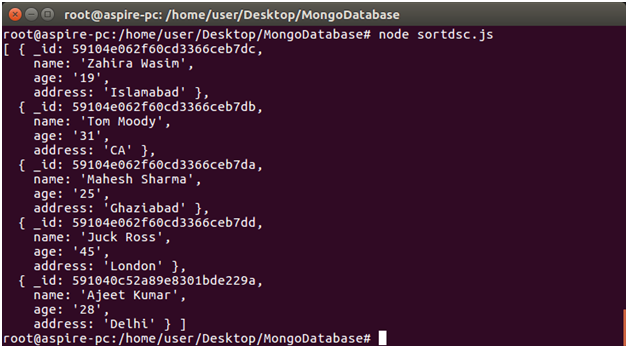 root@aspire-pc: /home/user/Desktop/MongoDatabase
root@aspire-pc:/home/user/Desktop/MongoDatabase# node sortdsc.js
[ { _id: 59104e062f60cd3366ceb7dc,
name: 'Zahira Wasim',
age: '19',
address: 'Islamabad' },
{ _id: 59104e062f60cd3366ceb7db,
name: 'Tom Moody',
age: '31',
address: 'CA' },
{ _id: 59104e062f60cd3366ceb7da,
name: 'Mahesh Sharma',
age: '25',
address: 'Ghaziabad' },
{ _id: 59104e062f60cd3366ceb7dd,
name: 'Juck Ross',
age: '45',
address: 'London' },
{ _id: 591040c52a89e8301bde229a,
name: 'Ajeet Kumar',
age: '28',
address: 'Delhi' } ]
root@aspire-pc:/home/user/Desktop/MongoDatabase#